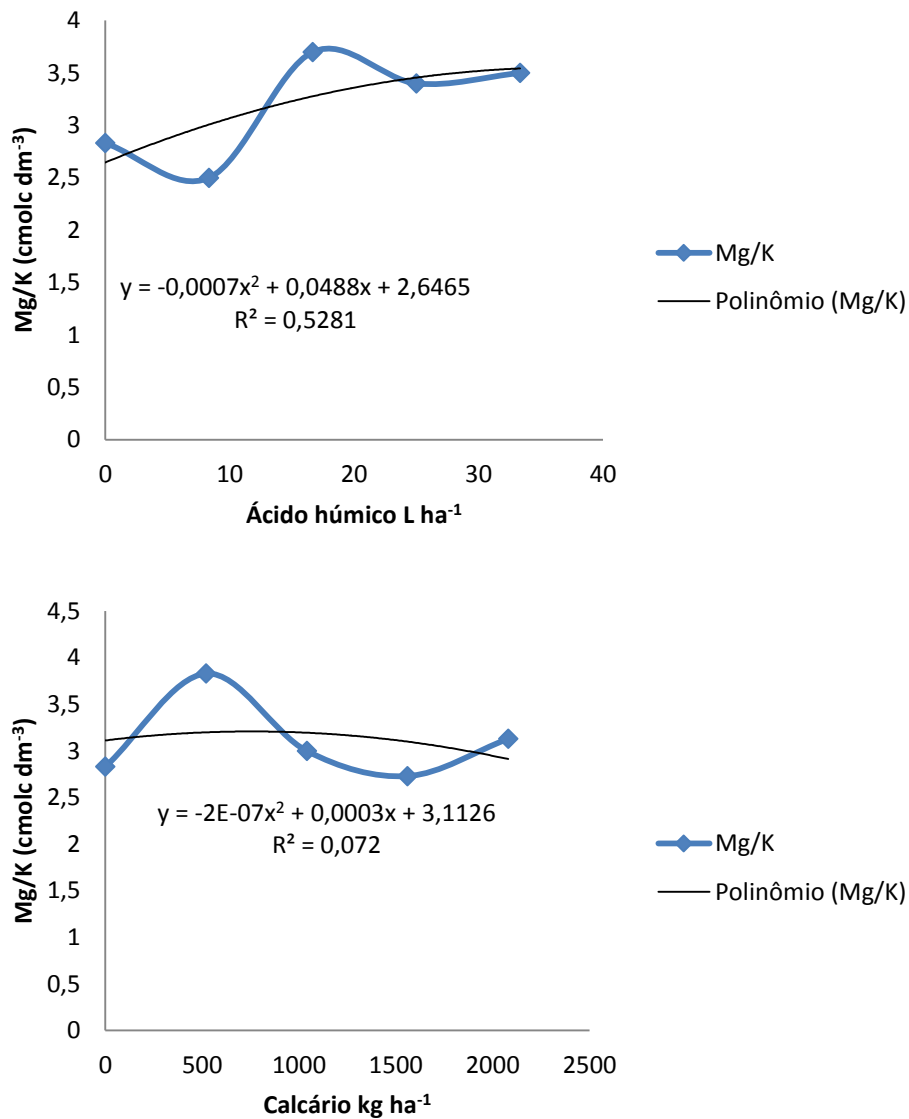 4
3,5
3
2,5
2
1,5
1
0,5
0
Mg/K (cmolc dm⁻³)
y = -0,0007x² + 0,0488x + 2,6465
R² = 0,5281
Mg/K
Polinômio (Mg/K)
0 10 20 30 40
Ácido húmico L ha⁻¹
4,5
4
3,5
3
2,5
2
1,5
1
0,5
0
Mg/K (cmolc dm⁻³)
y = -2E-07x² + 0,0003x + 3,1126
R² = 0,072
Mg/K
Polinômio (Mg/K)
0 500 1000 1500 2000 2500
Calcário kg ha⁻¹